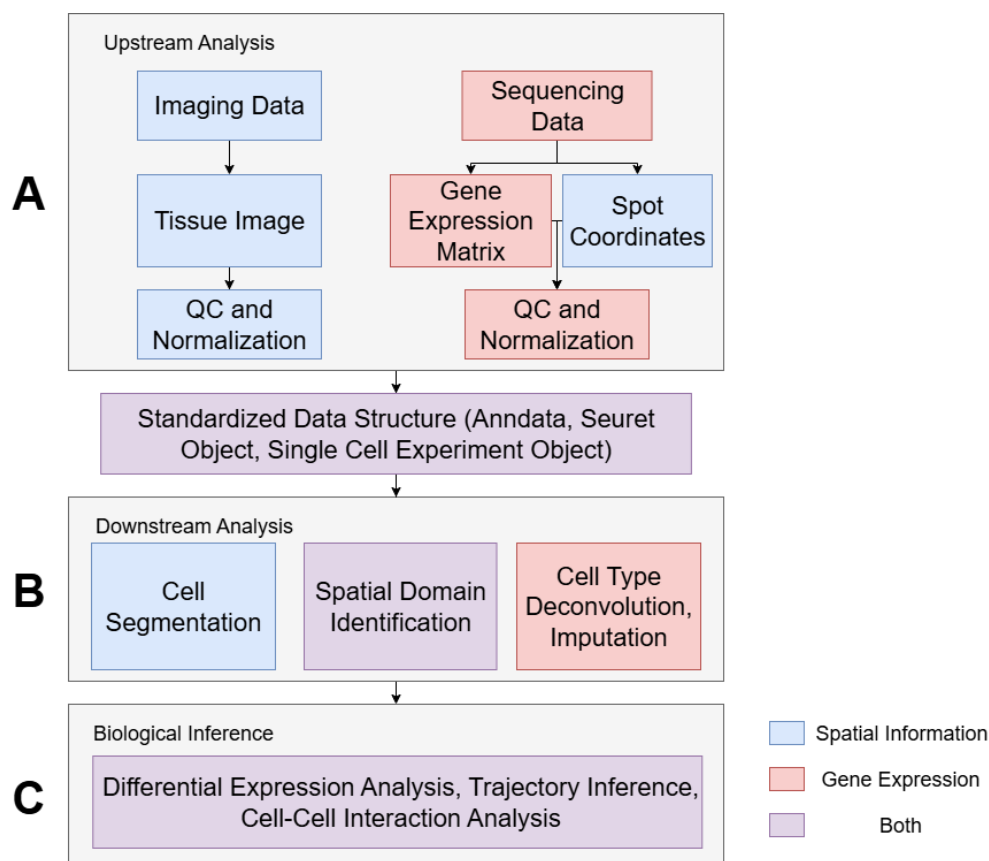 Upstream Analysis
Imaging Data
Sequencing
Data
A
Tissue Image
Gene
Expression
Matrix
Spot
Coordinates
QC and
Normalization
QC and
Normalization
Standardized Data Structure (Anndata, Seuret
Object, Single Cell Experiment Object)
Downstream Analysis
B
Cell
Segmentation
Spatial Domain
Identification
Cell Type
Deconvolution,
Imputation
Biological Inference
C
Differential Expression Analysis, Trajectory Inference,
Cell-Cell Interaction Analysis
Spatial Information
Gene Expression
Both